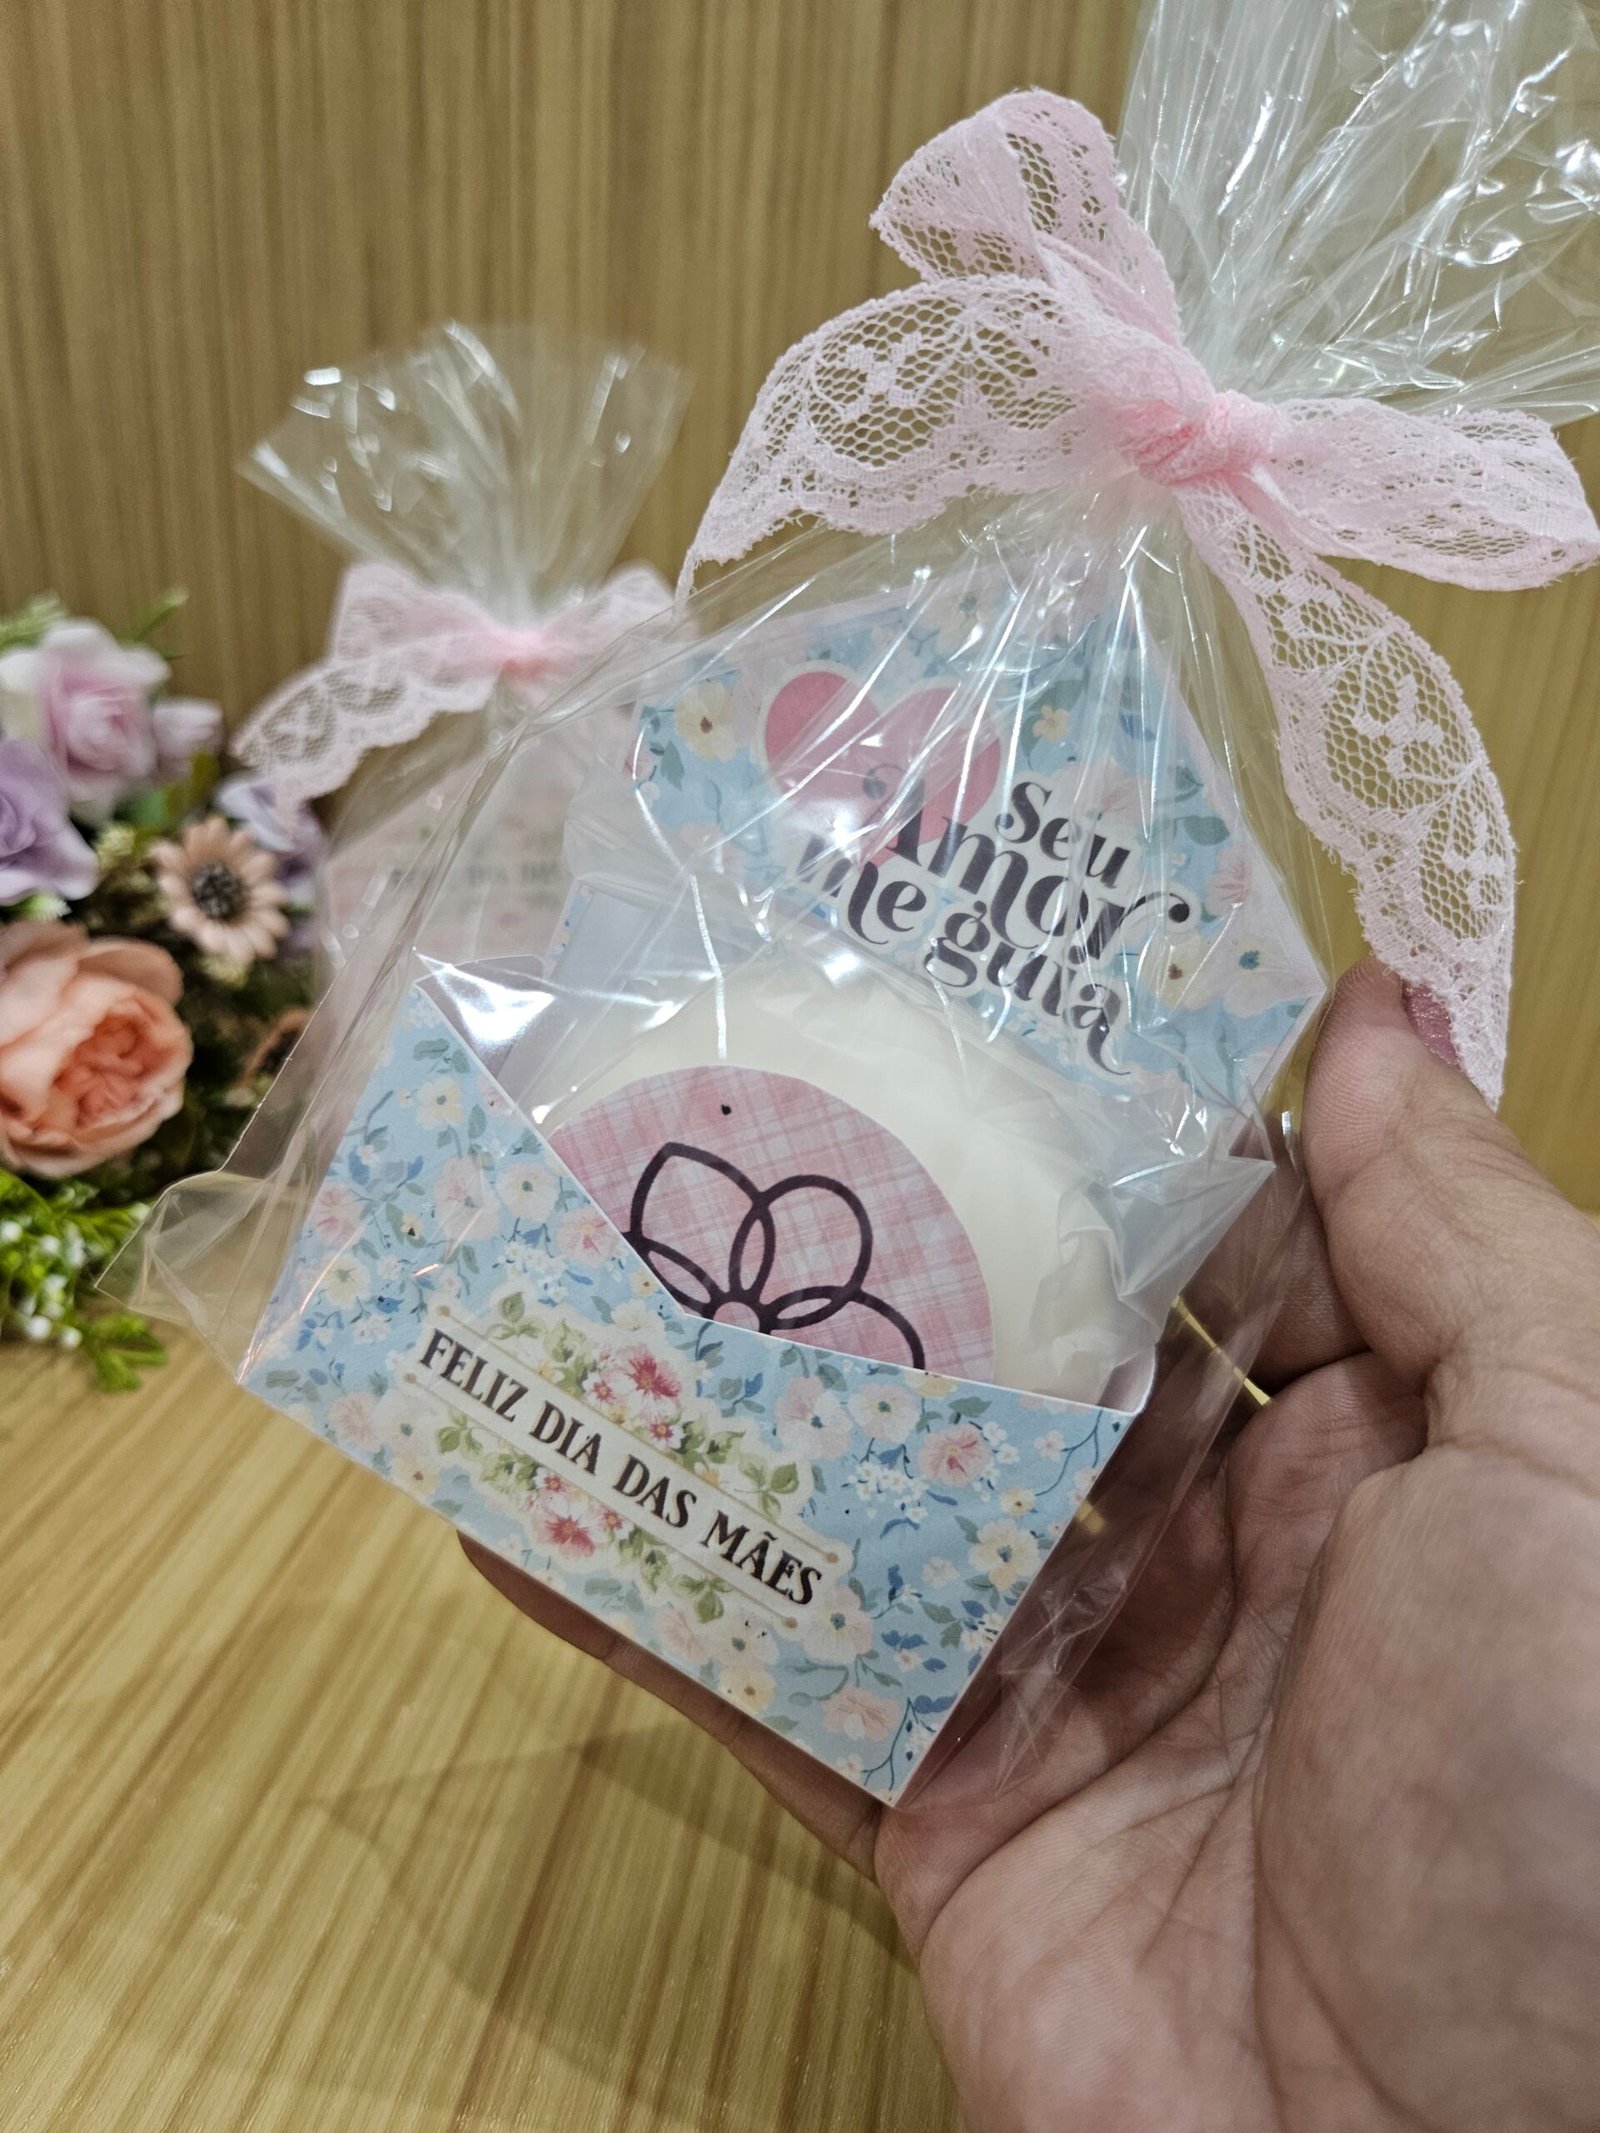 Seu
Amor
me guia
FELIZ DIA DAS MÃES